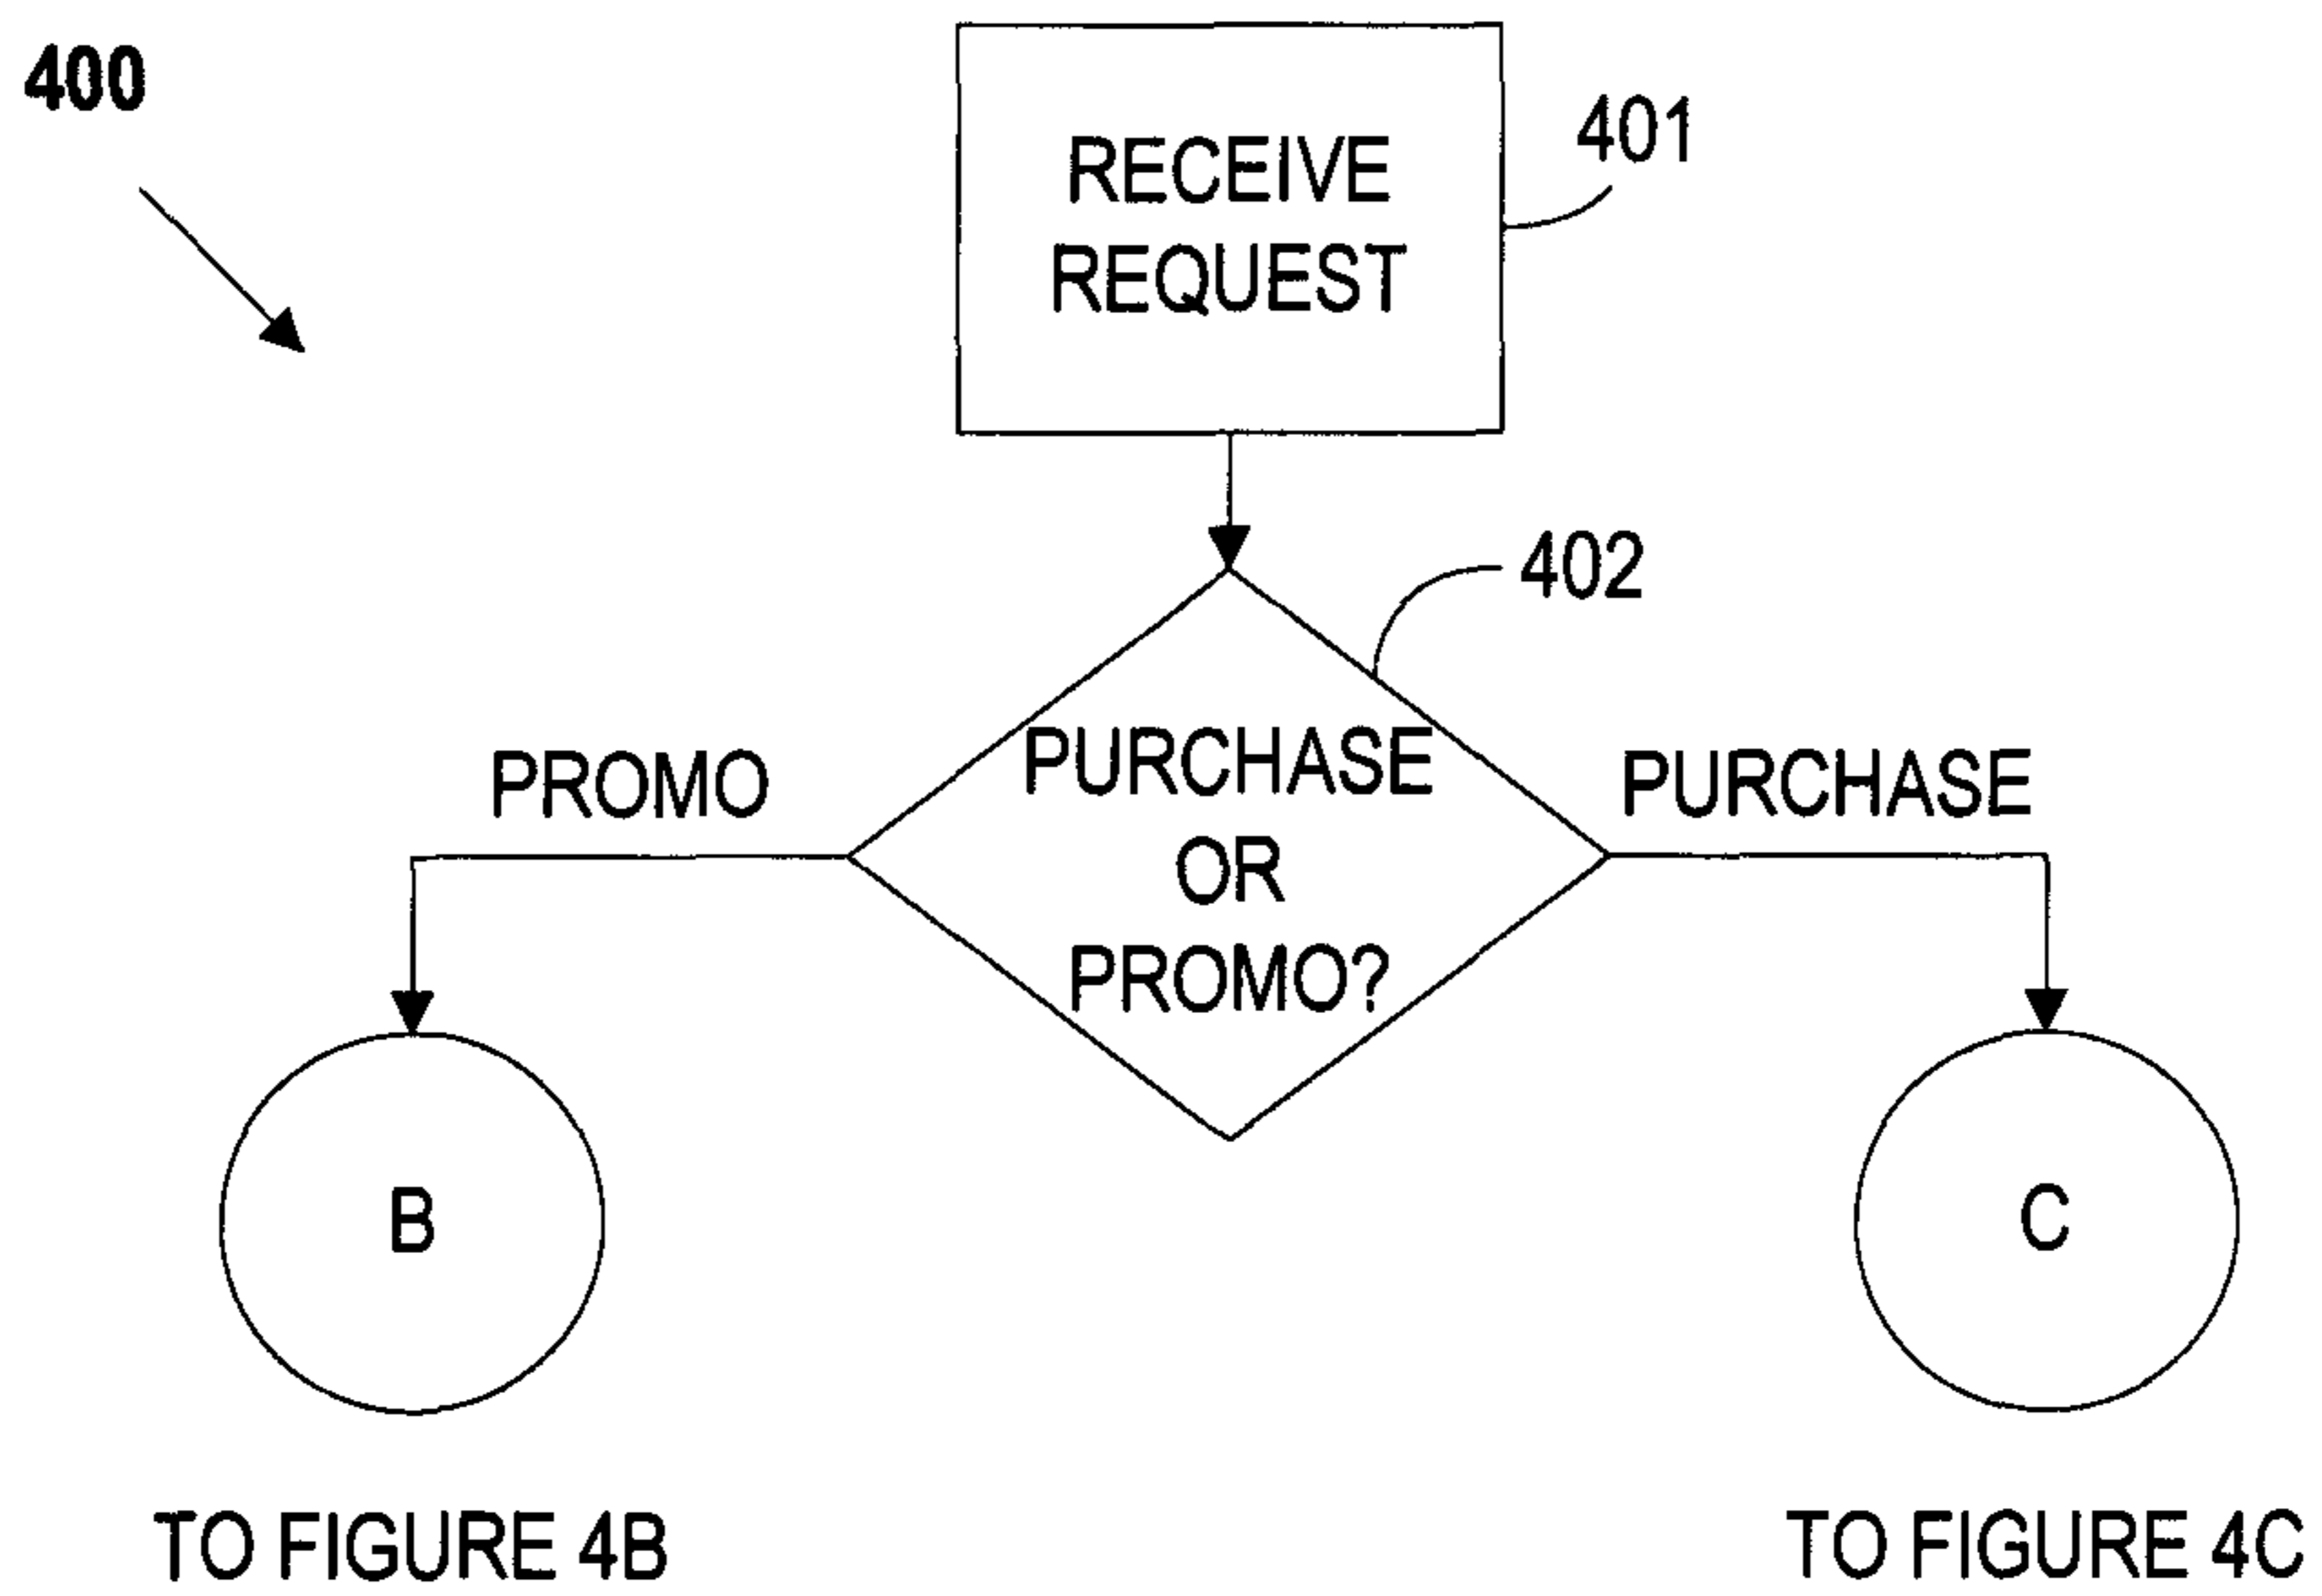 400
RECEIVE
REQUEST
401
402
PURCHASE
OR
PROMO?
PROMO
PURCHASE
B
C
TO FIGURE 4B
TO FIGURE 4C